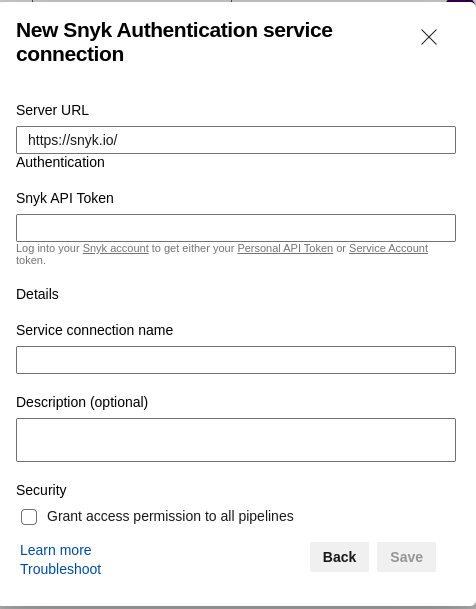 New Snyk Authentication service
connection
Server URL
https://snyk.io/
Authentication
Snyk API Token
Log into your Snyk account to get either your Personal API Token or Service Account
token.
Details
Service connection name
Description (optional)
Security
Grant access permission to all pipelines
Learn more
Troubleshoot
Back
Save